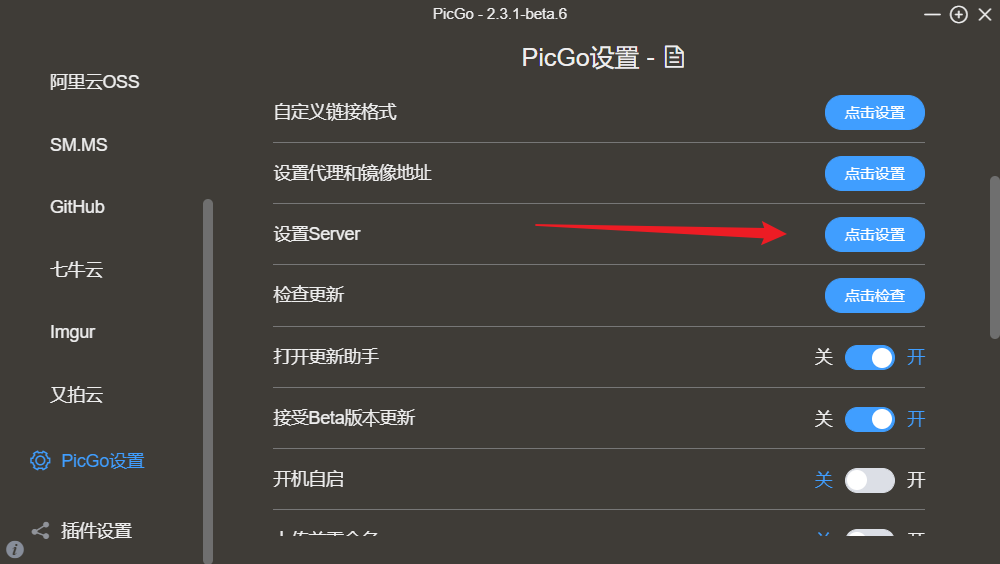 PicGo - 2.3.1-beta.6
PicGo设置 -
阿里云OSS
SM.MS
GitHub
七牛云
Imgur
又拍云
PicGo设置
插件设置
自定义链接格式 点击设置
设置代理和镜像地址 点击设置
设置Server 点击设置
检查更新 点击检查
打开更新助手 关 开
接受Beta版本更新 关 开
开机自启 关 开